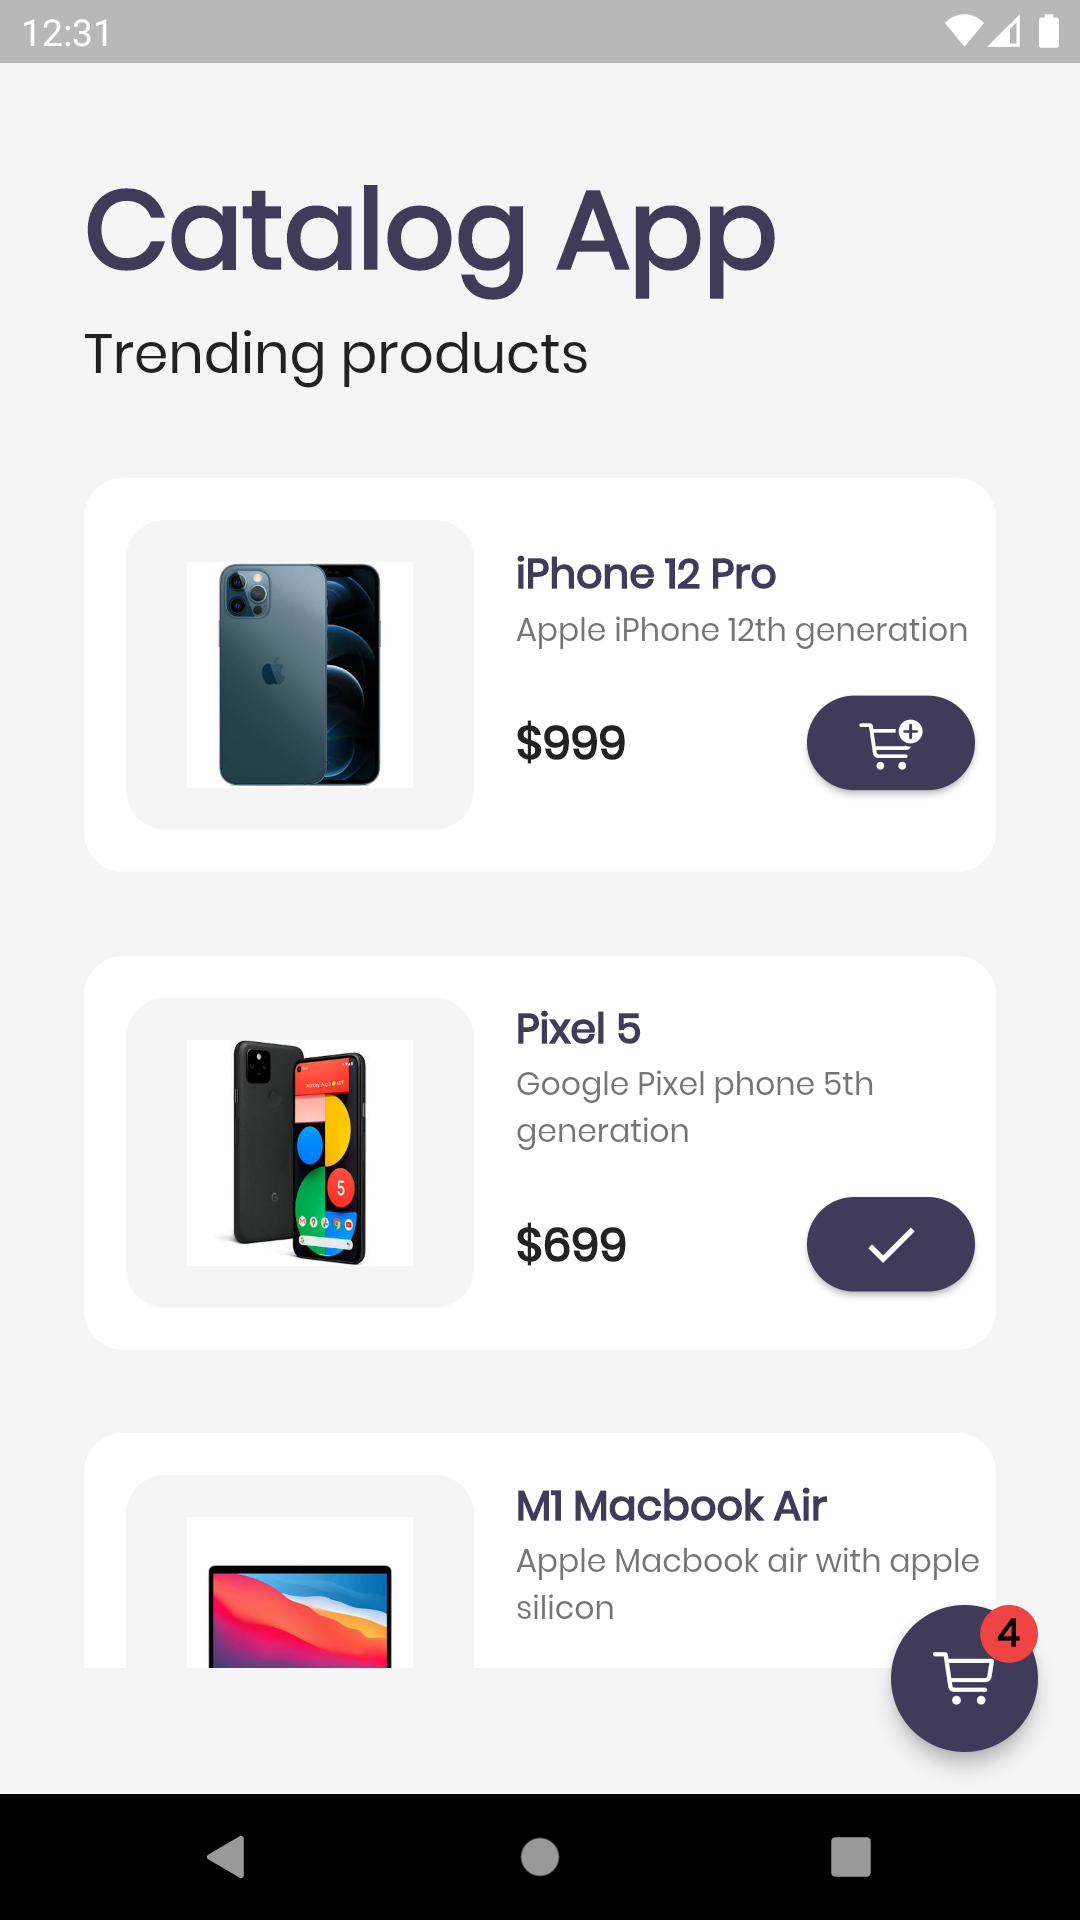 12:31
Catalog App
Trending products
iPhone 12 Pro
Apple iPhone 12th generation
$999
Pixel 5
Google Pixel phone 5th
generation
5
$699
M1 Macbook Air
Apple Macbook air with apple
silicon
4